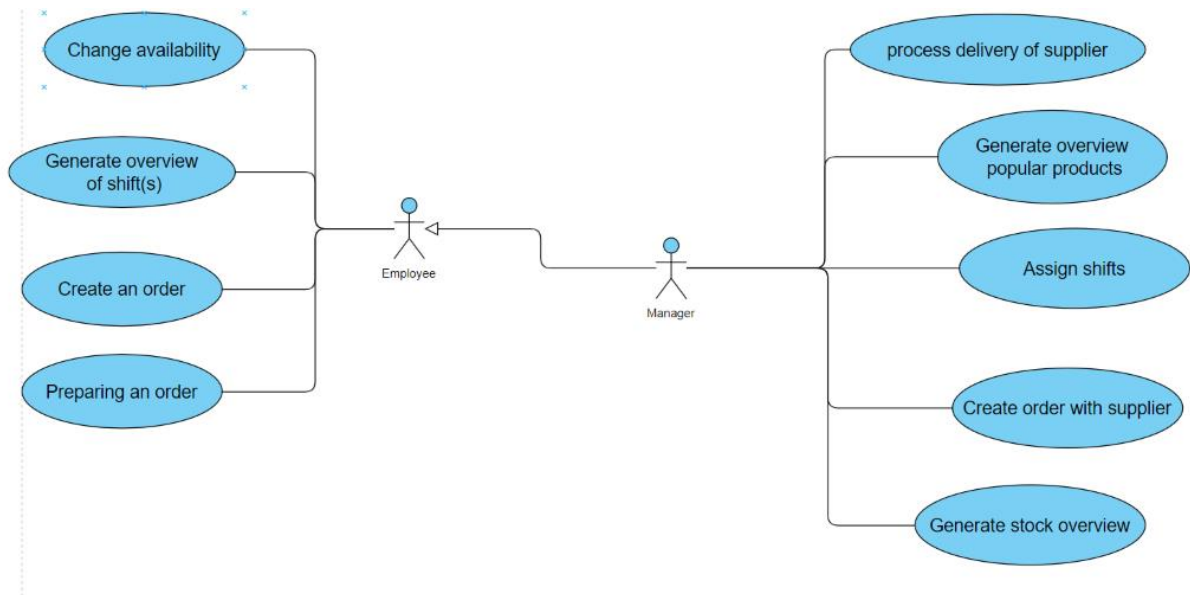 Change availability
Generate overview
of shift(s)
Create an order
Preparing an order
Employee
Manager
process delivery of supplier
Generate overview
popular products
Assign shifts
Create order with supplier
Generate stock overview